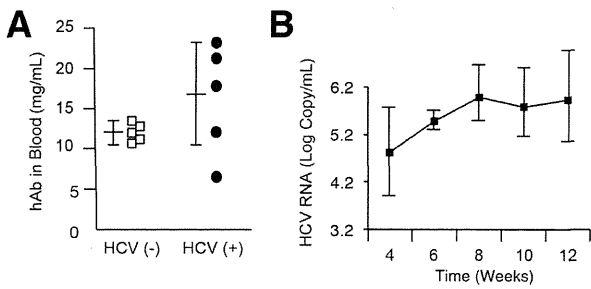 A
hAb in Blood (mg/mL)
25
20
15
10
5
0
HCV (-)
HCV (+)
B
HCV RNA (Log Copy/mL)
6.2
5.2
4.2
3.2
4 6 8 10 12
Time (Weeks)